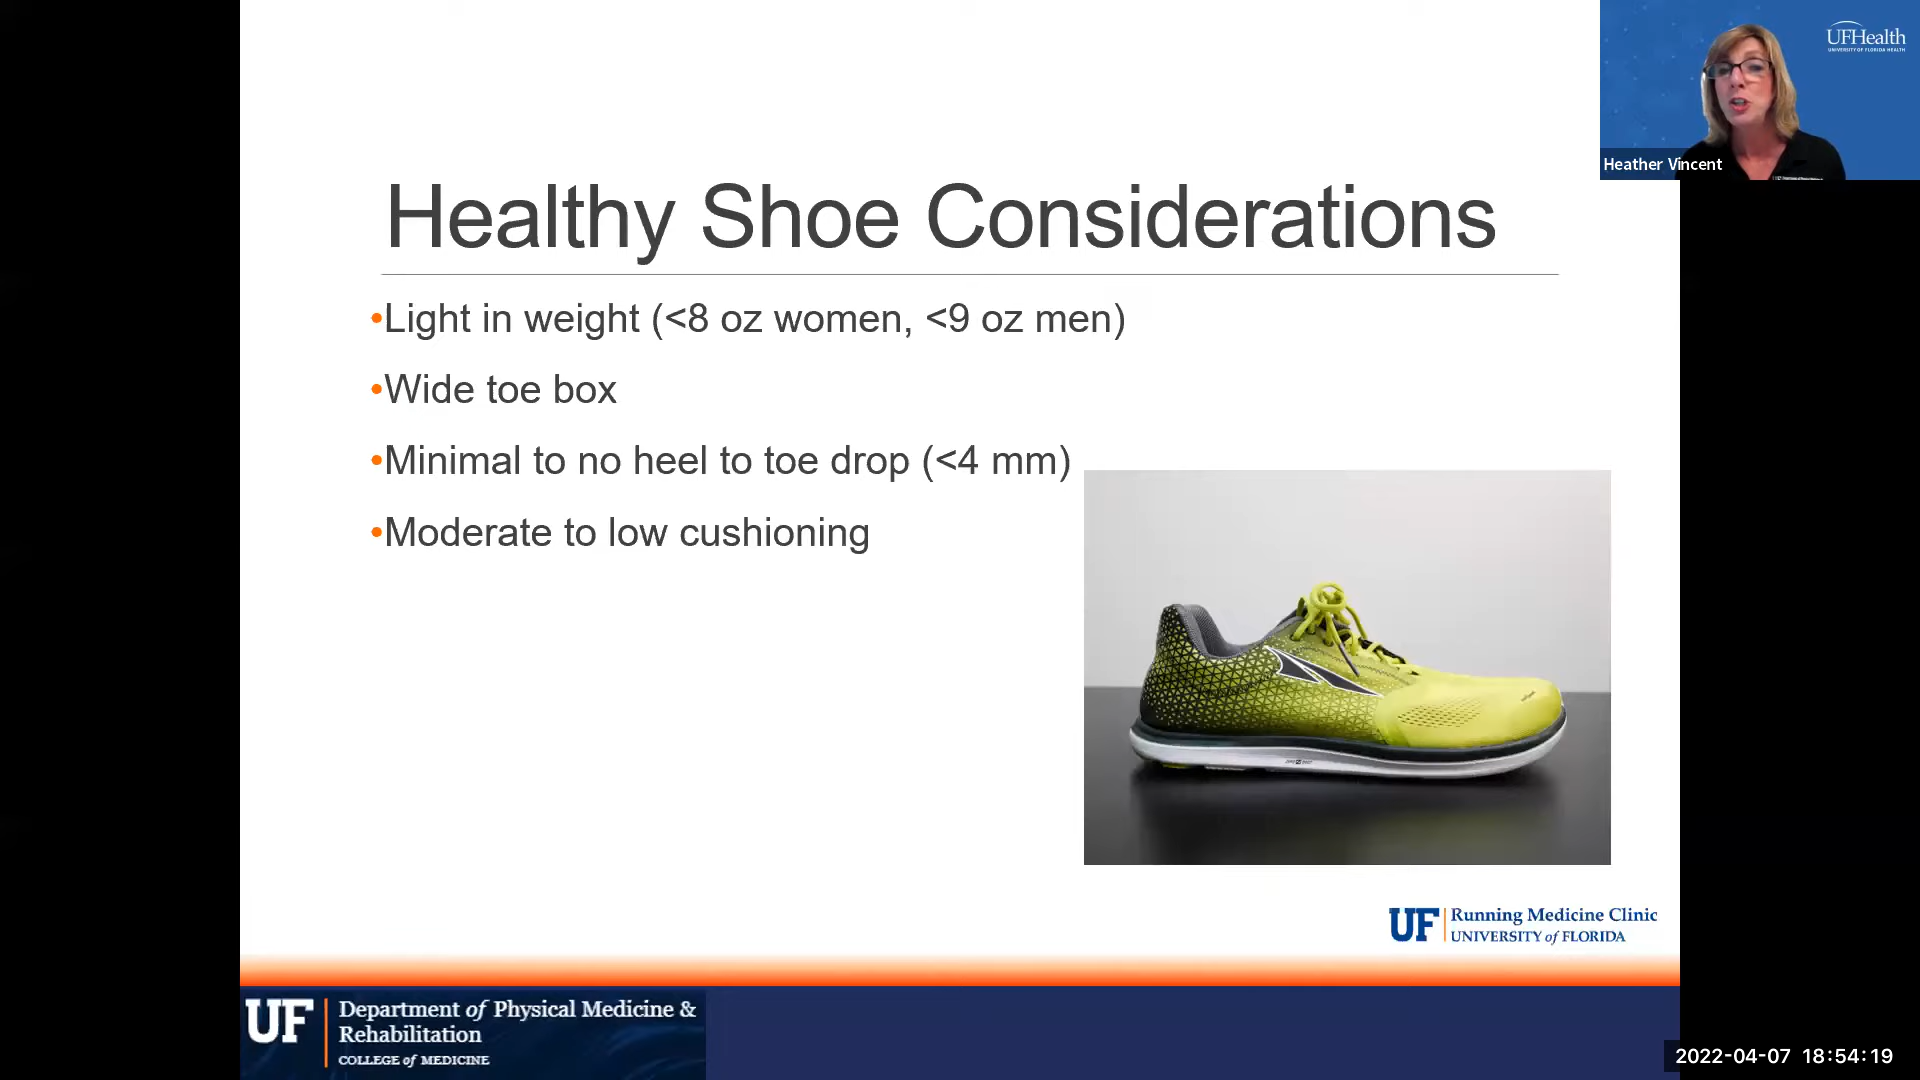 UFHealth
UNIVERSITY OF FLORIDA HEALTH
Heather Vincent
Healthy Shoe Considerations
•Light in weight (<8 oz women, <9 oz men)
•Wide toe box
•Minimal to no heel to toe drop (<4 mm)
•Moderate to low cushioning
UF Running Medicine Clinic
UNIVERSITY of FLORIDA
UF Department of Physical Medicine &
Rehabilitation
COLLEGE of MEDICINE
2022-04-07 18:54:19